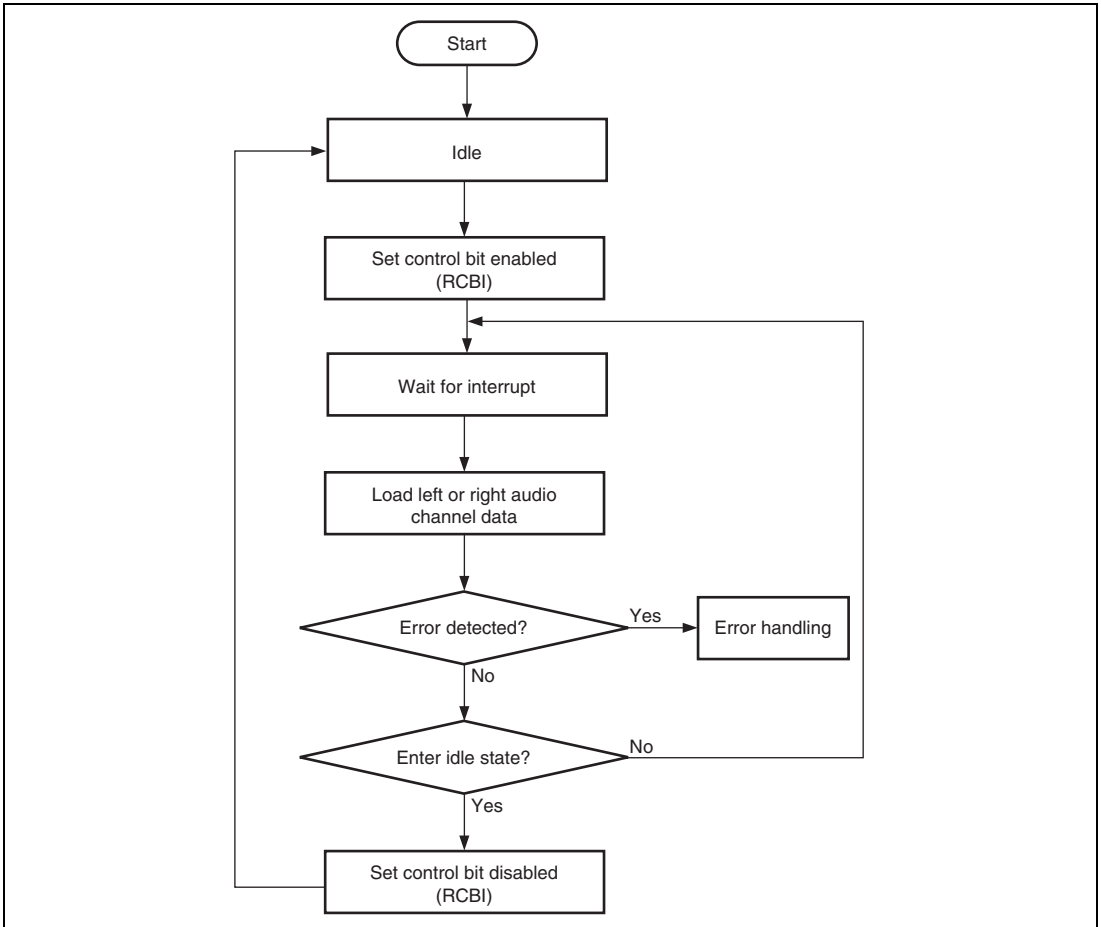 Start
Idle
Set control bit enabled
(RCBI)
Wait for interrupt
Load left or right audio
channel data
Error detected?
Yes
Error handling
No
Enter idle state?
No
Yes
Set control bit disabled
(RCBI)